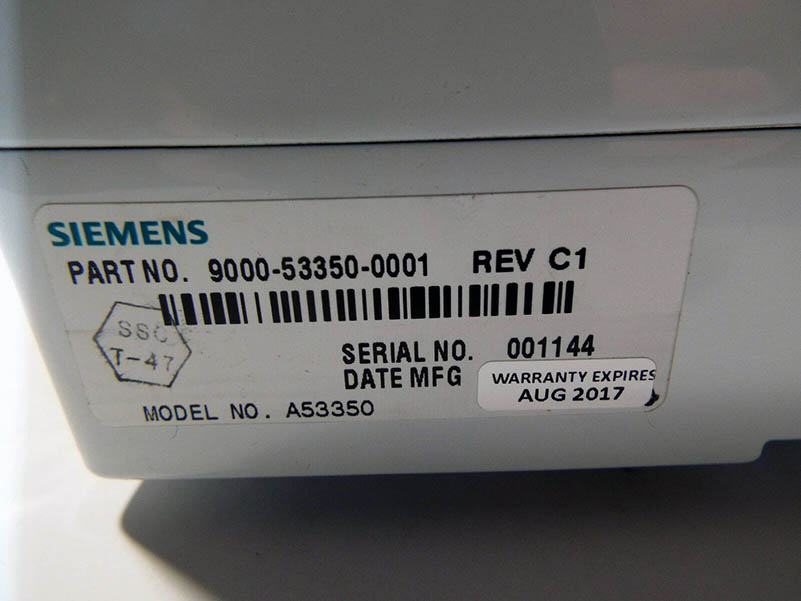 SIEMENS
PART NO. 9000-53350-0001 REV C1
SSC
T-47
SERIAL NO. 001144
DATE MFG
WARRANTY EXPIRES
AUG 2017
MODEL NO. A53350